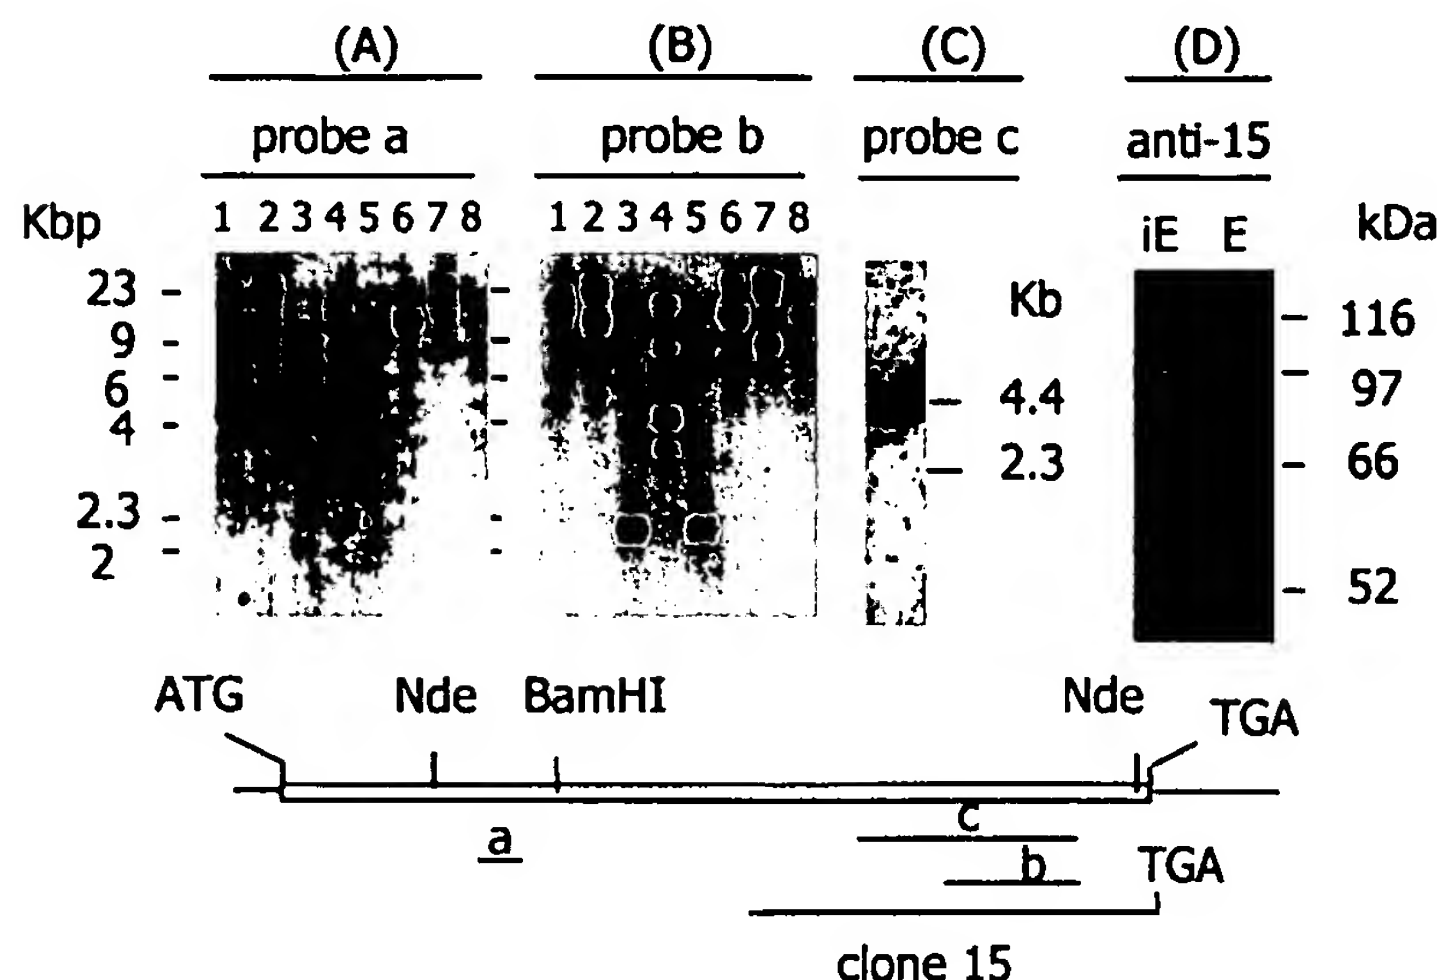 (A) (B) (C) (D)
probe a probe b probe c anti-15
Kbp 1 2 3 4 5 6 7 8 1 2 3 4 5 6 7 8 iE E kDa
23 Kb 116
9 4.4 97
6
4 2.3 66
2.3
2 52
ATG Nde BamHI Nde TGA
c
a
b TGA
clone 15